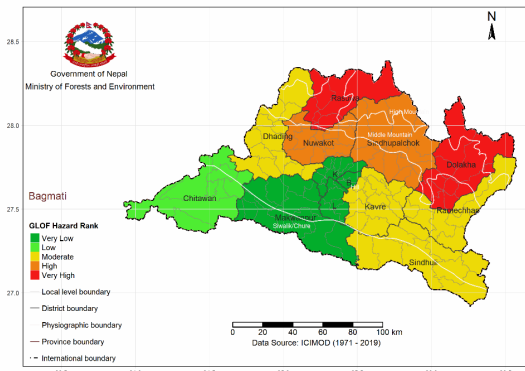 N
28.5
28.0
27.5
27.0
Government of Nepal
Ministry of Forests and Environment
Bagmati
Rasuwa
High Mou
Dhading
Nuwakot
Middle Mountain
Sindhupalchok
Dolakha
Chitawan
K
B
L
Makwanpur
Siwalik/Chure
Kavre
Ramechhap
Sindhuli
GLOF Hazard Rank
Very Low
Low
Moderate
High
Very High
Local level boundary
District boundary
Physiographic boundary
Province boundary
International boundary
0 20 40 60 80 100 km
Data Source: ICIMOD (1971 - 2019)